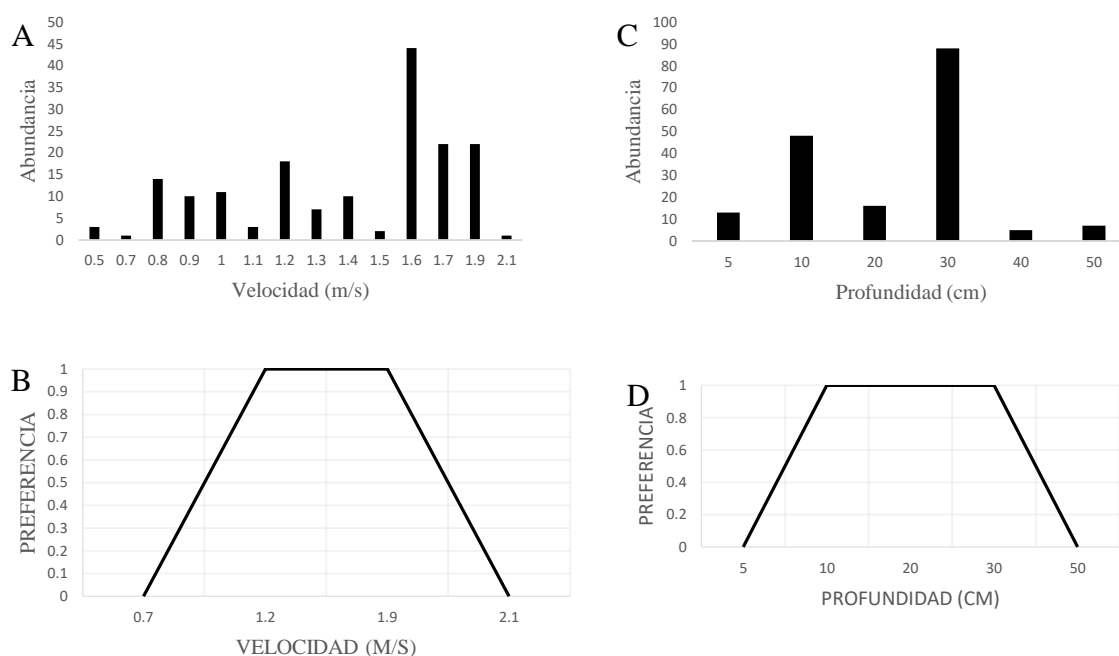 A
Abundancia
50
45
40
35
30
25
20
15
10
5
0
0.5 0.7 0.8 0.9 1 1.1 1.2 1.3 1.4 1.5 1.6 1.7 1.9 2.1
Velocidad (m/s)
C
Abundancia
100
90
80
70
60
50
40
30
20
10
0
5 10 20 30 40 50
Profundidad (cm)
B
PREFERENCIA
1
0.9
0.8
0.7
0.6
0.5
0.4
0.3
0.2
0.1
0
0.7 1.2 1.9 2.1
VELOCIDAD (M/S)
D
PREFERENCIA
1
0.8
0.6
0.4
0.2
0
5 10 20 30 50
PROFUNDIDAD (CM)